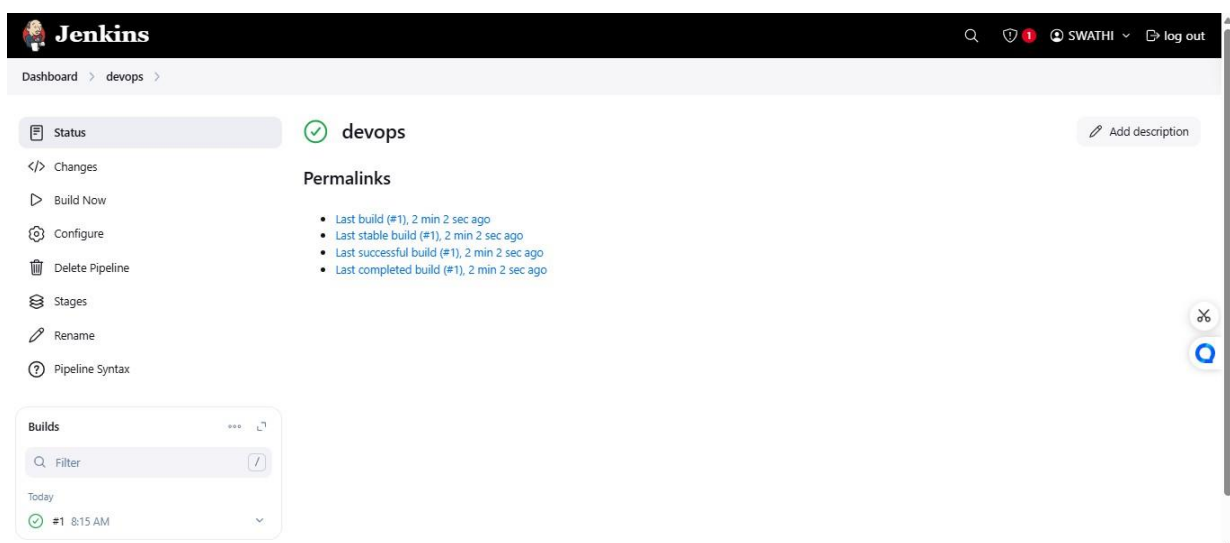 Jenkins
1 SWATHI log out
Dashboard > devops >
Status
Changes
Build Now
Configure
Delete Pipeline
Stages
Rename
Pipeline Syntax
Builds
Filter /
Today
#1 8:15 AM
devops
Add description
Permalinks
Last build (#1), 2 min 2 sec ago
Last stable build (#1), 2 min 2 sec ago
Last successful build (#1), 2 min 2 sec ago
Last completed build (#1), 2 min 2 sec ago